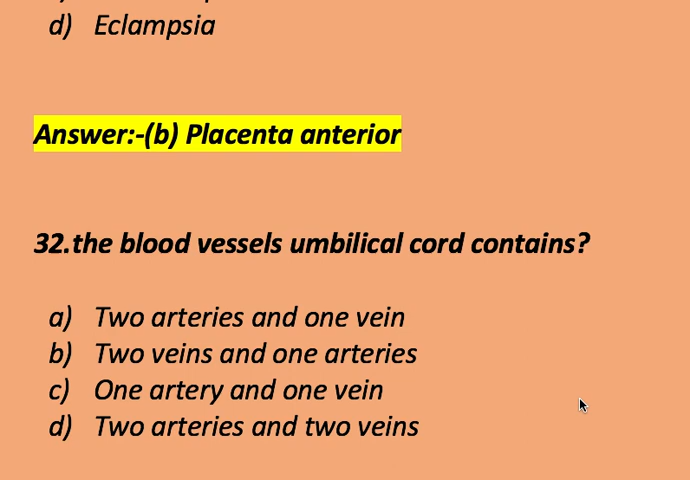 d) Eclampsia
Answer:-(b) Placenta anterior
32.the blood vessels umbilical cord contains?
a) Two arteries and one vein
b) Two veins and one arteries
c) One artery and one vein
d) Two arteries and two veins